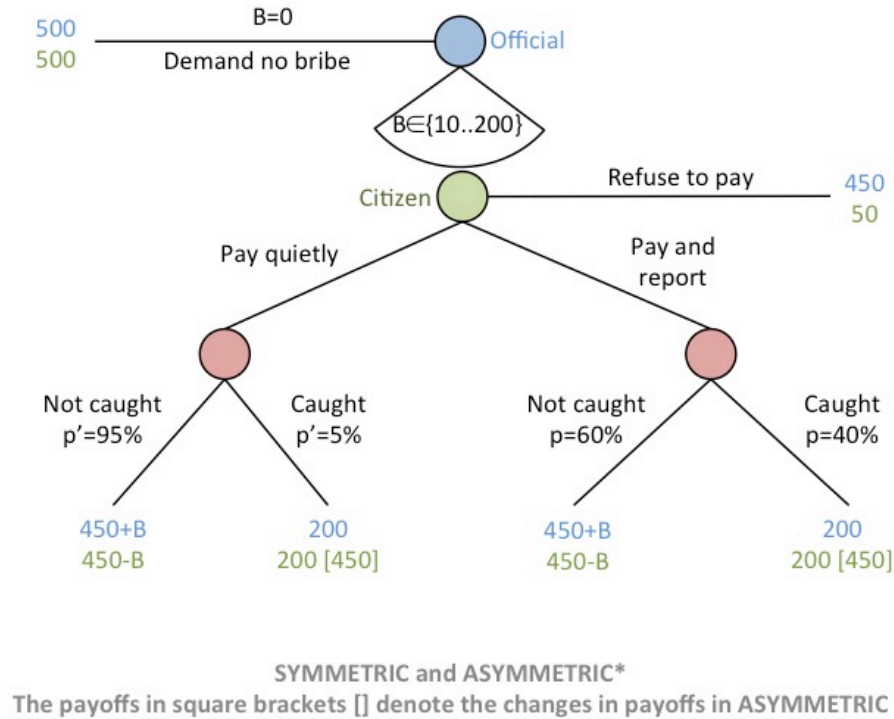 B=0
500
500
Official
Demand no bribe
B∈{10..200}
Citizen
Refuse to pay
450
50
Pay quietly
Pay and
report
Not caught
p’=95%
Caught
p’=5%
Not caught
p=60%
Caught
p=40%
450+B
450-B
200
200 [450]
450+B
450-B
200
200 [450]
SYMMETRIC and ASYMMETRIC*
The payoffs in square brackets [] denote the changes in payoffs in ASYMMETRIC